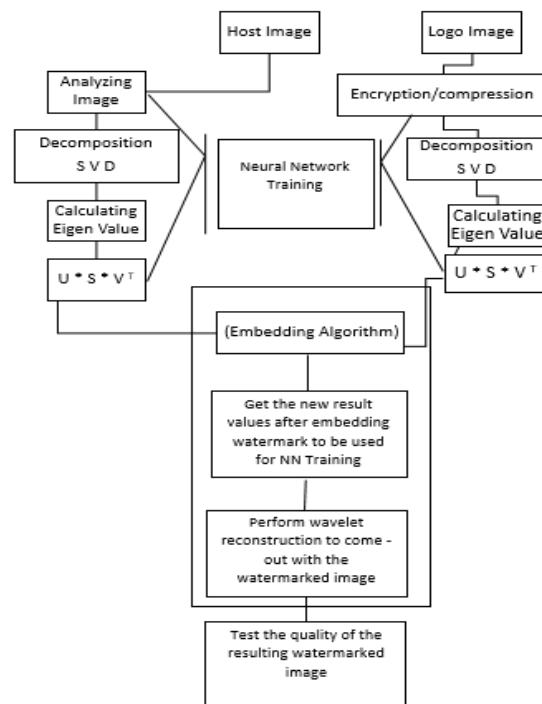 Host Image
Logo Image
Analyzing
Image
Encryption/compression
Decomposition
S V D
Neural Network
Training
Decomposition
S V D
Calculating
Eigen Value
Calculating
Eigen Value
U * S * V ᵀ
U * S * V ᵀ
(Embedding Algorithm)
Get the new result
values after embedding
watermark to be used
for NN Training
Perform wavelet
reconstruction to come -
out with the
watermarked image
Test the quality of the
resulting watermarked
image